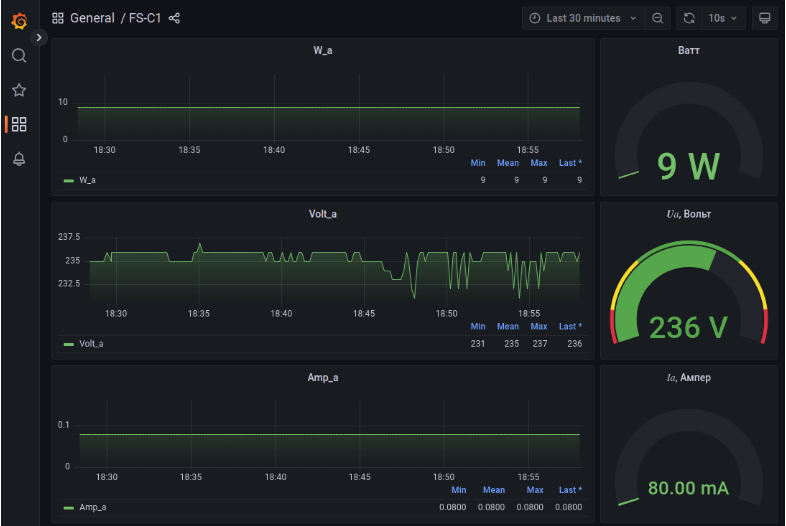 General / FS-C1
Last 30 minutes
10s
W_a
10
0
18:30 18:35 18:40 18:45 18:50 18:55
Min Mean Max Last *
W_a 9 9 9 9
Ватт
9 W
Volt_a
237.5
235
232.5
18:30 18:35 18:40 18:45 18:50 18:55
Min Mean Max Last *
Volt_a 231 235 237 236
Ua, Вольт
236 V
Amp_a
0.1
0
18:30 18:35 18:40 18:45 18:50 18:55
Min Mean Max Last *
Amp_a 0.0800 0.0800 0.0800 0.0800
Ia, Ампер
80.00 mA